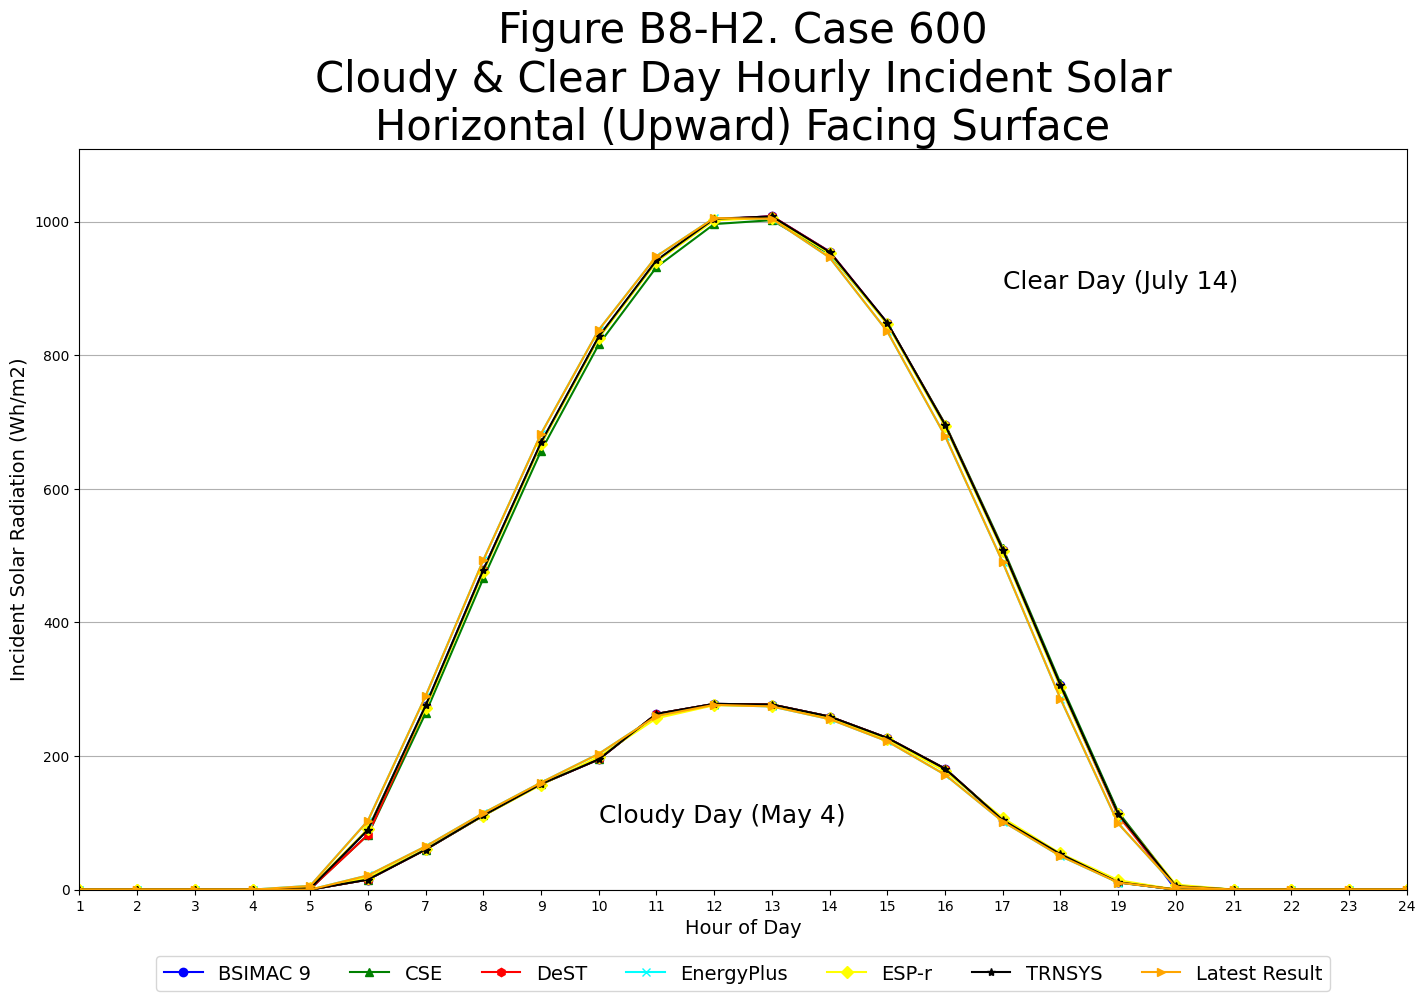 Figure B8-H2. Case 600
Cloudy & Clear Day Hourly Incident Solar
Horizontal (Upward) Facing Surface
Incident Solar Radiation (Wh/m2)
1000
800
600
400
200
0
Clear Day (July 14)
Cloudy Day (May 4)
1 2 3 4 5 6 7 8 9 10 11 12 13 14 15 16 17 18 19 20 21 22 23 24
Hour of Day
BSIMAC 9 CSE DeST EnergyPlus ESP-r TRNSYS Latest Result